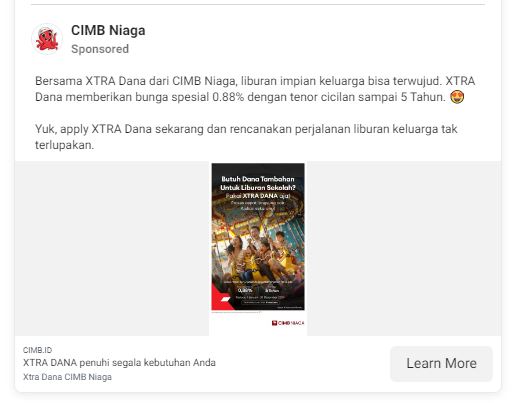 CIMB Niaga
Sponsored
Bersama XTRA Dana dari CIMB Niaga, liburan impian keluarga bisa terwujud. XTRA
Dana memberikan bunga spesial 0.88% dengan tenor cicilan sampai 5 Tahun. 🤩
Yuk, apply XTRA Dana sekarang dan rencanakan perjalanan liburan keluarga tak
terlupakan.
Butuh Dana Tambahan
Untuk Liburan Sekolah?
Pakai XTRA DANA aja!
0,88%
5 Tahun
CIMB NIAGA
CIMB.ID
XTRA DANA penuhi segala kebutuhan Anda
Xtra Dana CIMB Niaga
Learn More